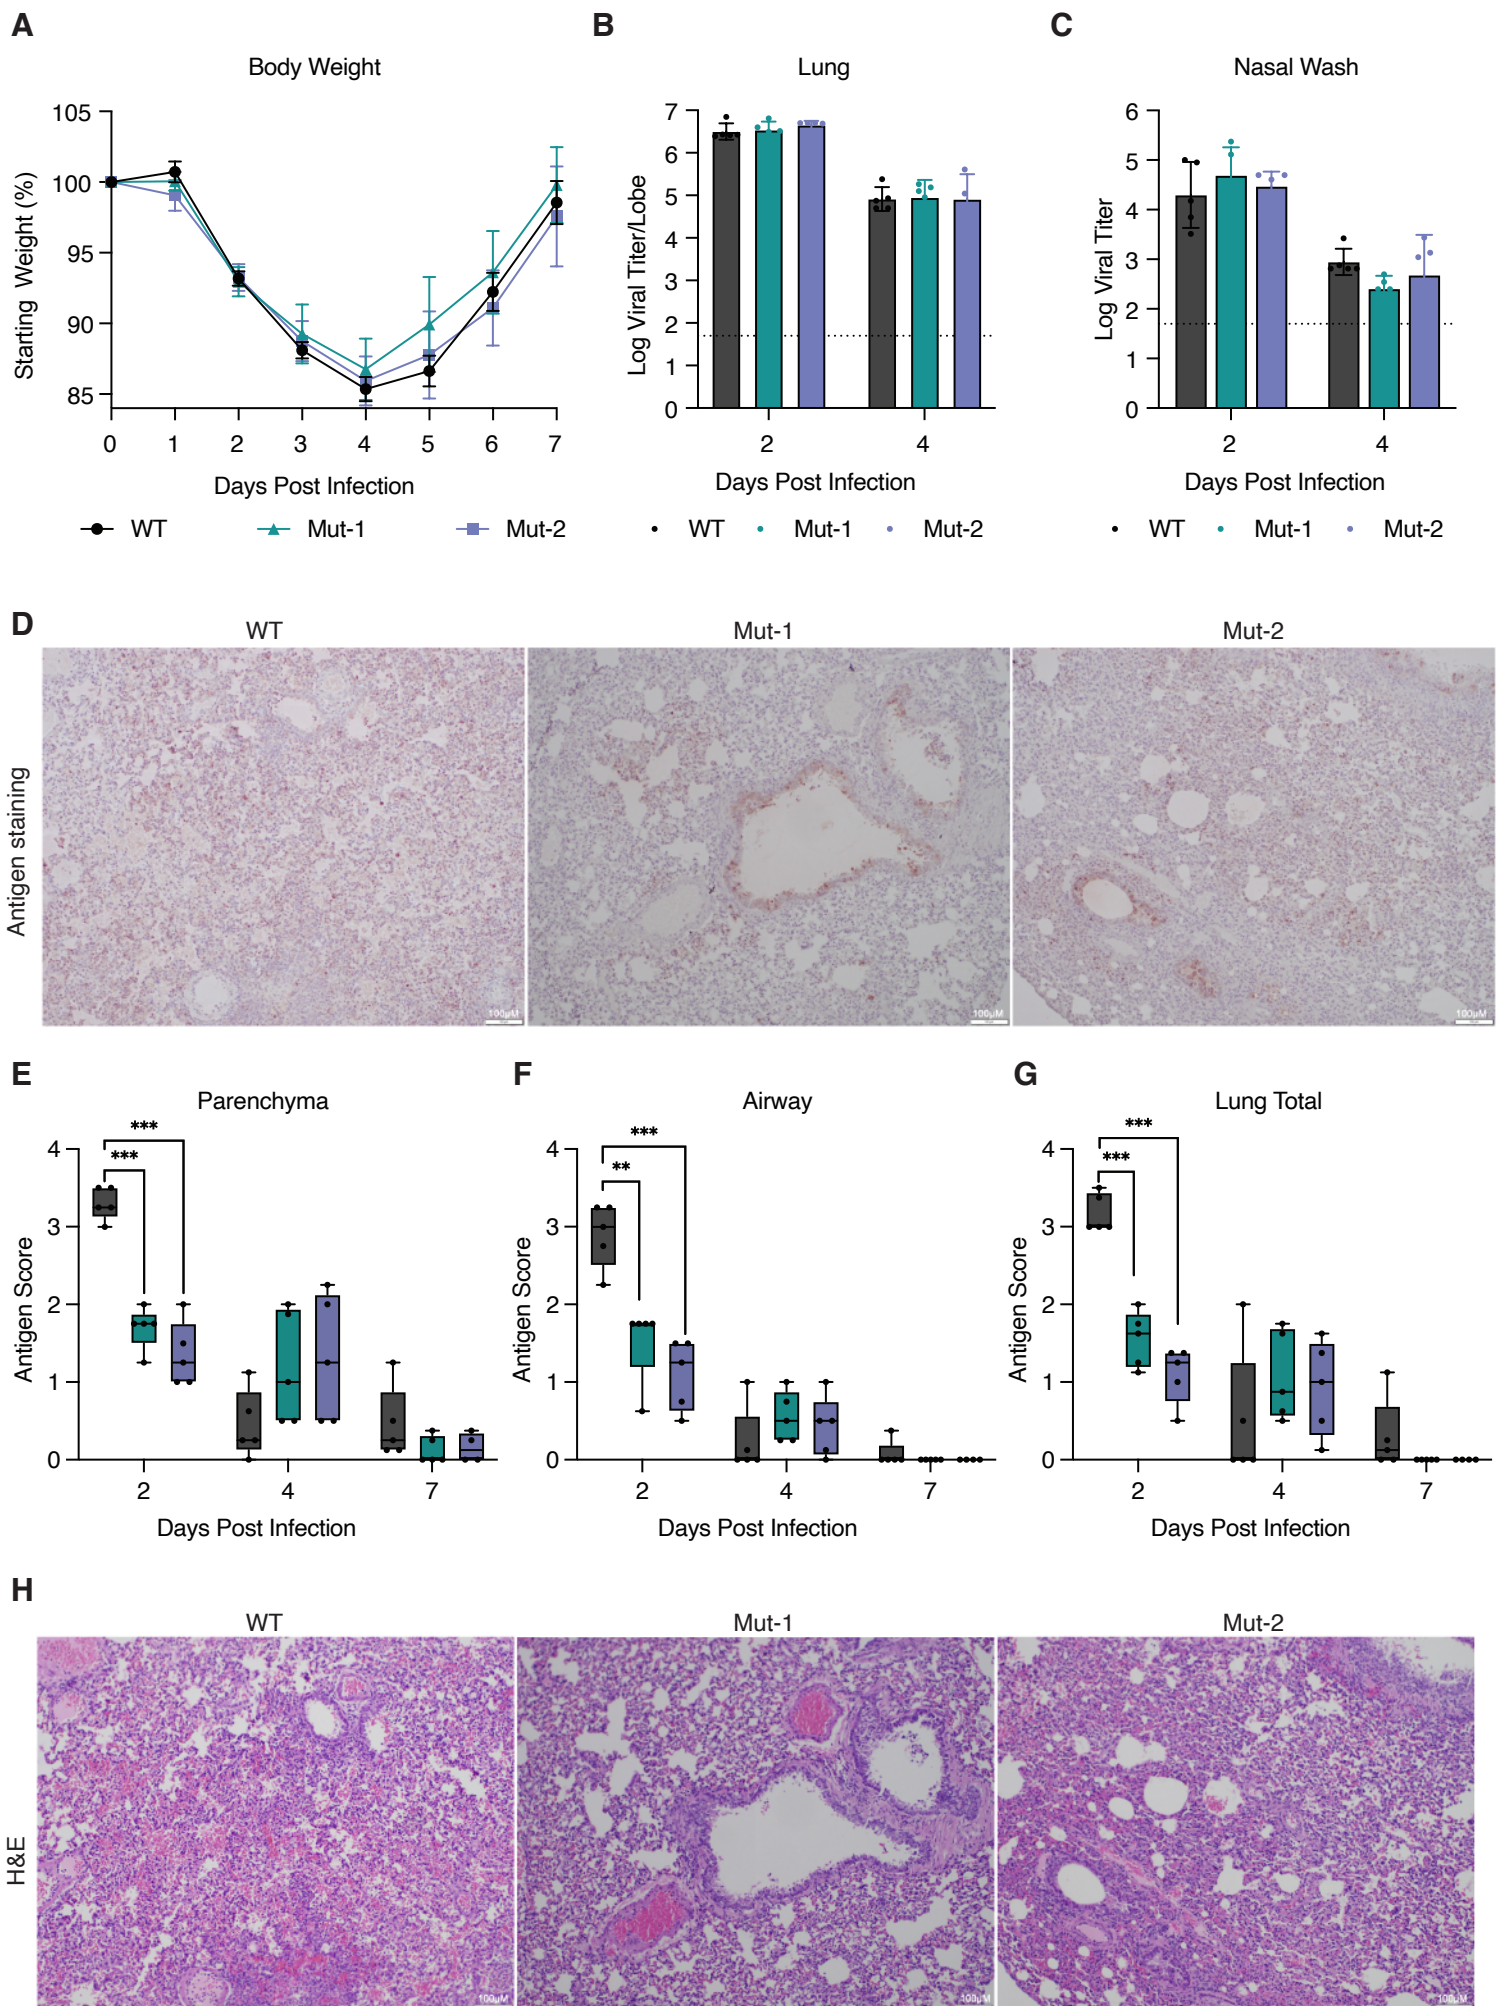 A
B
C
Body Weight
Lung
Nasal Wash
Starting Weight (%)
105
100
95
90
85
0 1 2 3 4 5 6 7
Days Post Infection
WT Mut-1 Mut-2
Log Viral Titer/Lobe
7
6
5
4
3
2
1
0
2 4
Days Post Infection
WT Mut-1 Mut-2
Log Viral Titer
6
5
4
3
2
1
0
2 4
Days Post Infection
WT Mut-1 Mut-2
D
WT Mut-1 Mut-2
Antigen staining
100µM
100µM
100µM
E
Parenchyma
Antigen Score
4
3
2
1
0
***
***
2 4 7
Days Post Infection
F
Airway
Antigen Score
4
3
2
1
0
***
**
2 4 7
Days Post Infection
G
Lung Total
Antigen Score
4
3
2
1
0
***
***
2 4 7
Days Post Infection
H
WT Mut-1 Mut-2
H&E
100µM
100µM
100µM